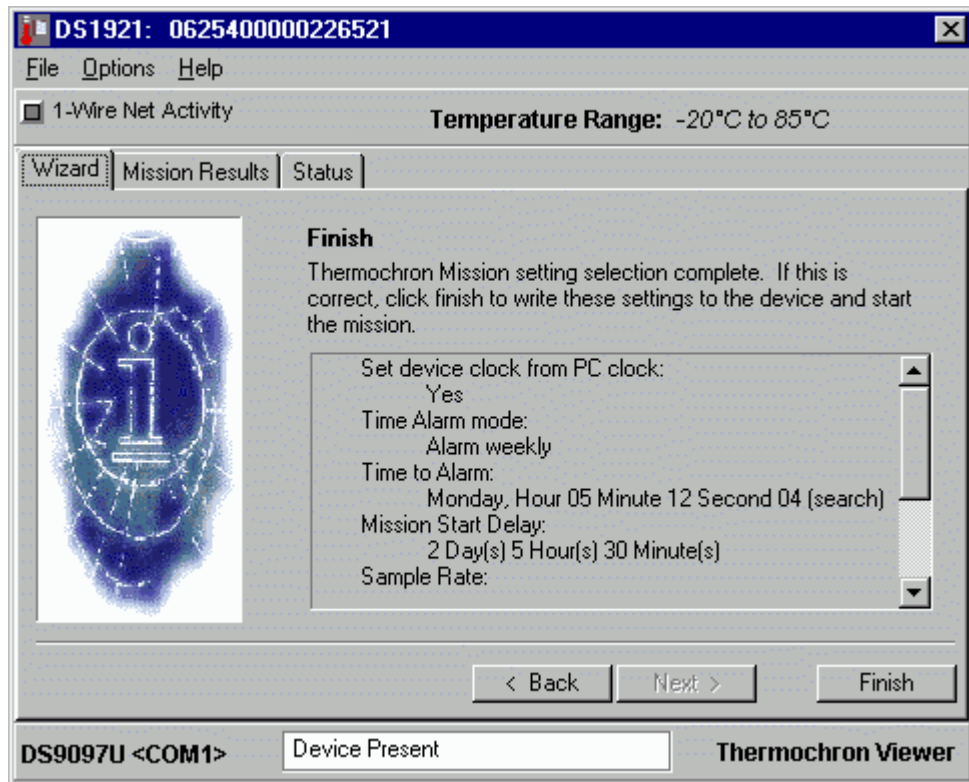 DS1921: 0625400000226521
File Options Help
1-Wire Net Activity
Temperature Range: -20°C to 85°C
Wizard Mission Results Status
Finish
Thermochron Mission setting selection complete. If this is
correct, click finish to write these settings to the device and start
the mission.
Set device clock from PC clock:
Yes
Time Alarm mode:
Alarm weekly
Time to Alarm:
Monday, Hour 05 Minute 12 Second 04 (search)
Mission Start Delay:
2 Day(s) 5 Hour(s) 30 Minute(s)
Sample Rate:
< Back Next > Finish
DS9097U <COM1> Device Present Thermochron Viewer